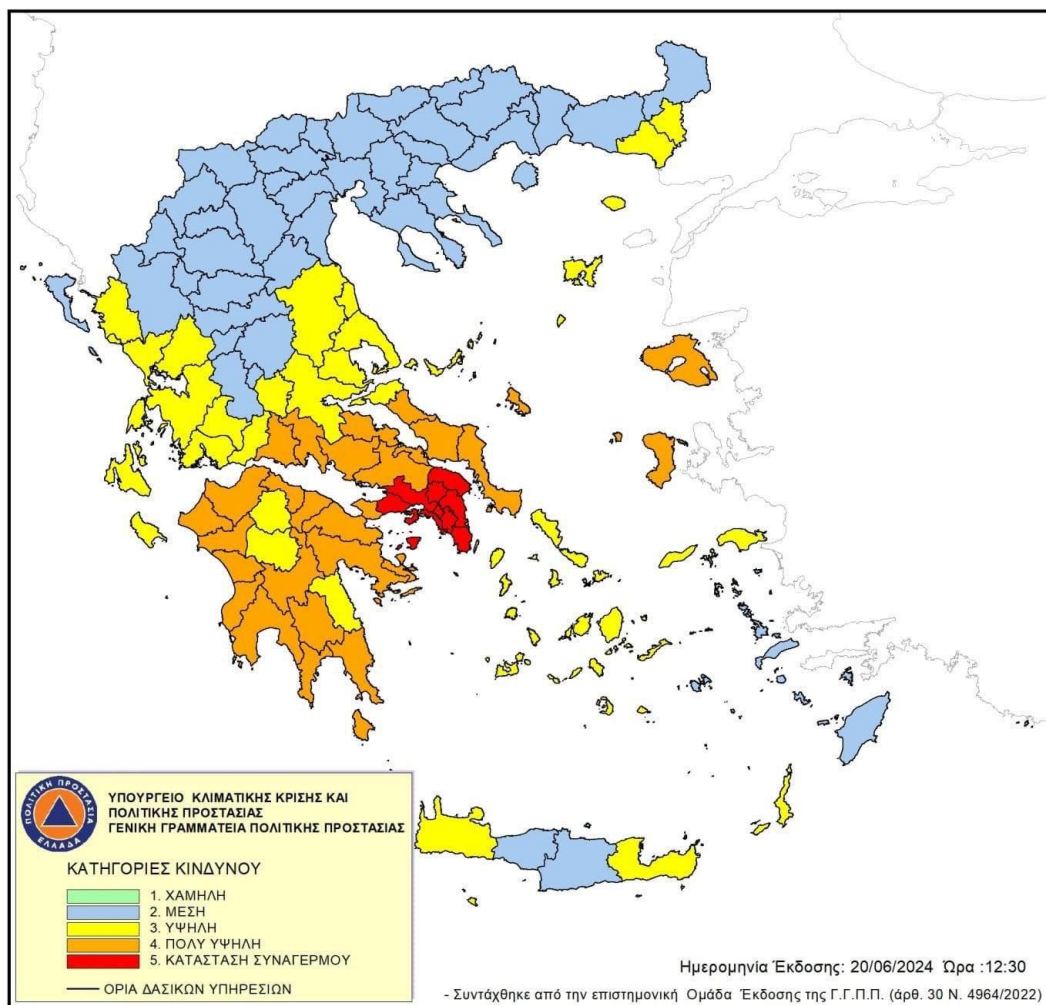 ΠΟΛΙΤΙΚΗ ΠΡΟΣΤΑΣΙΑ
ΕΛΛΑΔΑ
ΥΠΟΥΡΓΕΙΟ ΚΛΙΜΑΤΙΚΗΣ ΚΡΙΣΗΣ ΚΑΙ
ΠΟΛΙΤΙΚΗΣ ΠΡΟΣΤΑΣΙΑΣ
ΓΕΝΙΚΗ ΓΡΑΜΜΑΤΕΙΑ ΠΟΛΙΤΙΚΗΣ ΠΡΟΣΤΑΣΙΑΣ
ΚΑΤΗΓΟΡΙΕΣ ΚΙΝΔΥΝΟΥ
1. ΧΑΜΗΛΗ
2. ΜΕΣΗ
3. ΥΨΗΛΗ
4. ΠΟΛΥ ΥΨΗΛΗ
5. ΚΑΤΑΣΤΑΣΗ ΣΥΝΑΓΕΡΜΟΥ
ΟΡΙΑ ΔΑΣΙΚΩΝ ΥΠΗΡΕΣΙΩΝ
Ημερομηνία Έκδοσης: 20/06/2024 Ώρα :12:30
- Συντάχθηκε από την επιστημονική Ομάδα Έκδοσης της Γ.Γ.Π.Π. (άρθ. 30 Ν. 4964/2022)